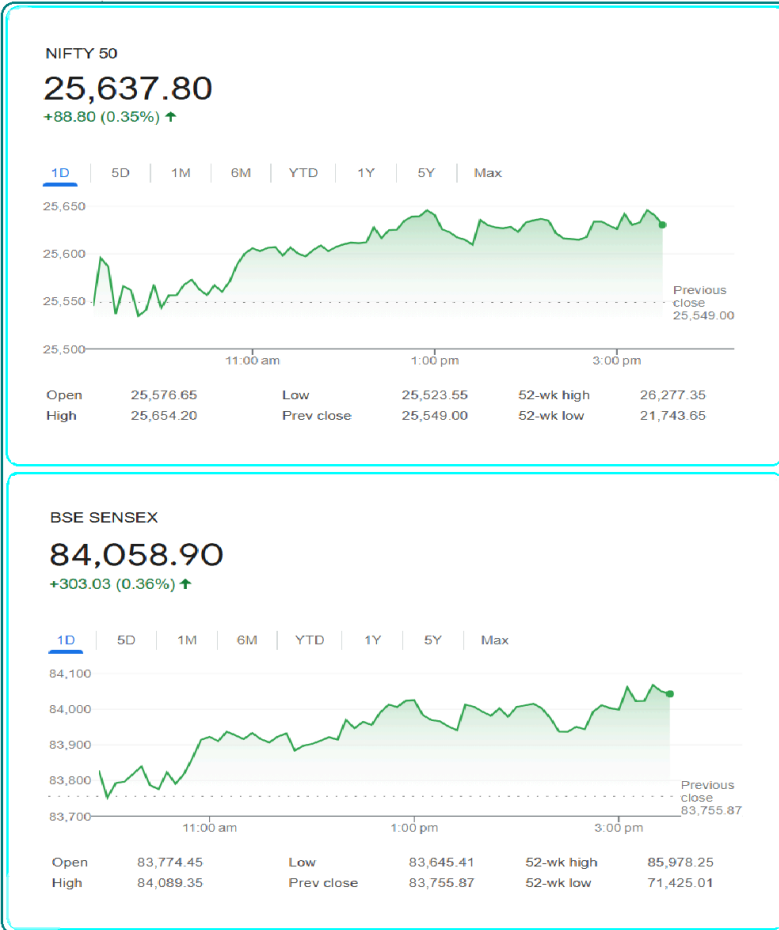 NIFTY 50
25,637.80
+88.80 (0.35%) ↑
1D 5D 1M 6M YTD 1Y 5Y Max
25,650
25,600
25,550
25,500
Previous
close
25,549.00
11:00 am 1:00 pm 3:00 pm
Open 25,576.65 Low 25,523.55 52-wk high 26,277.35
High 25,654.20 Prev close 25,549.00 52-wk low 21,743.65
BSE SENSEX
84,058.90
+303.03 (0.36%) ↑
1D 5D 1M 6M YTD 1Y 5Y Max
84,100
84,000
83,900
83,800
83,700
Previous
close
83,755.87
11:00 am 1:00 pm 3:00 pm
Open 83,774.45 Low 83,645.41 52-wk high 85,978.25
High 84,089.35 Prev close 83,755.87 52-wk low 71,425.01